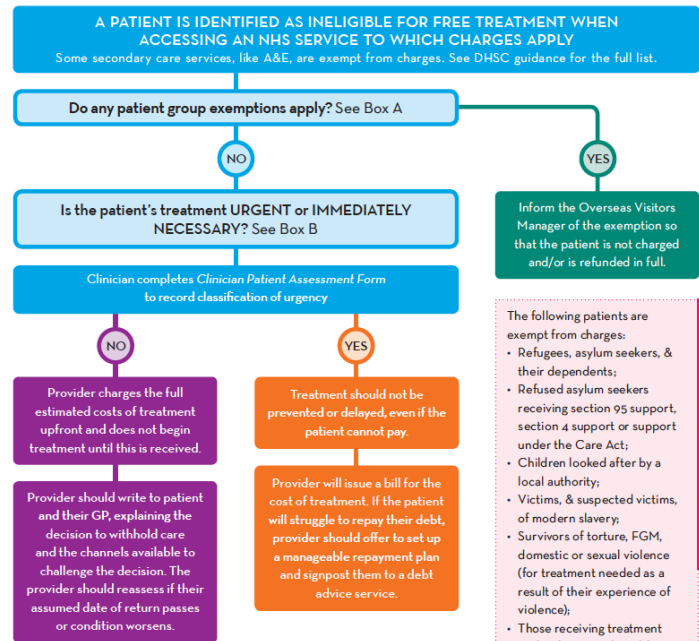 A PATIENT IS IDENTIFIED AS INELIGIBLE FOR FREE TREATMENT WHEN
ACCESSING AN NHS SERVICE TO WHICH CHARGES APPLY
Some secondary care services, like A&E, are exempt from charges. See DHSC guidance for the full list.
Do any patient group exemptions apply? See Box A
NO
YES
Is the patient's treatment URGENT or IMMEDIATELY
NECESSARY? See Box B
Inform the Overseas Visitors
Manager of the exemption so
that the patient is not charged
and/or is refunded in full.
Clinician completes Clinician Patient Assessment Form
to record classification of urgency
NO
YES
Provider charges the full
estimated costs of treatment
upfront and does not begin
treatment until this is received.
Treatment should not be
prevented or delayed, even if the
patient cannot pay.
Provider should write to patient
and their GP, explaining the
decision to withhold care
and the channels available to
challenge the decision. The
provider should reassess if their
assumed date of return passes
or condition worsens.
Provider will issue a bill for the
cost of treatment. If the patient
will struggle to repay their debt,
provider should offer to set up
a manageable repayment plan
and signpost them to a debt
advice service.
The following patients are
exempt from charges:
• Refugees, asylum seekers, &
their dependents;
• Refused asylum seekers
receiving section 95 support,
section 4 support or support
under the Care Act;
• Children looked after by a
local authority;
• Victims, & suspected victims,
of modern slavery;
• Survivors of torture, FGM,
domestic or sexual violence
(for treatment needed as a
result of their experience of
violence);
• Those receiving treatment